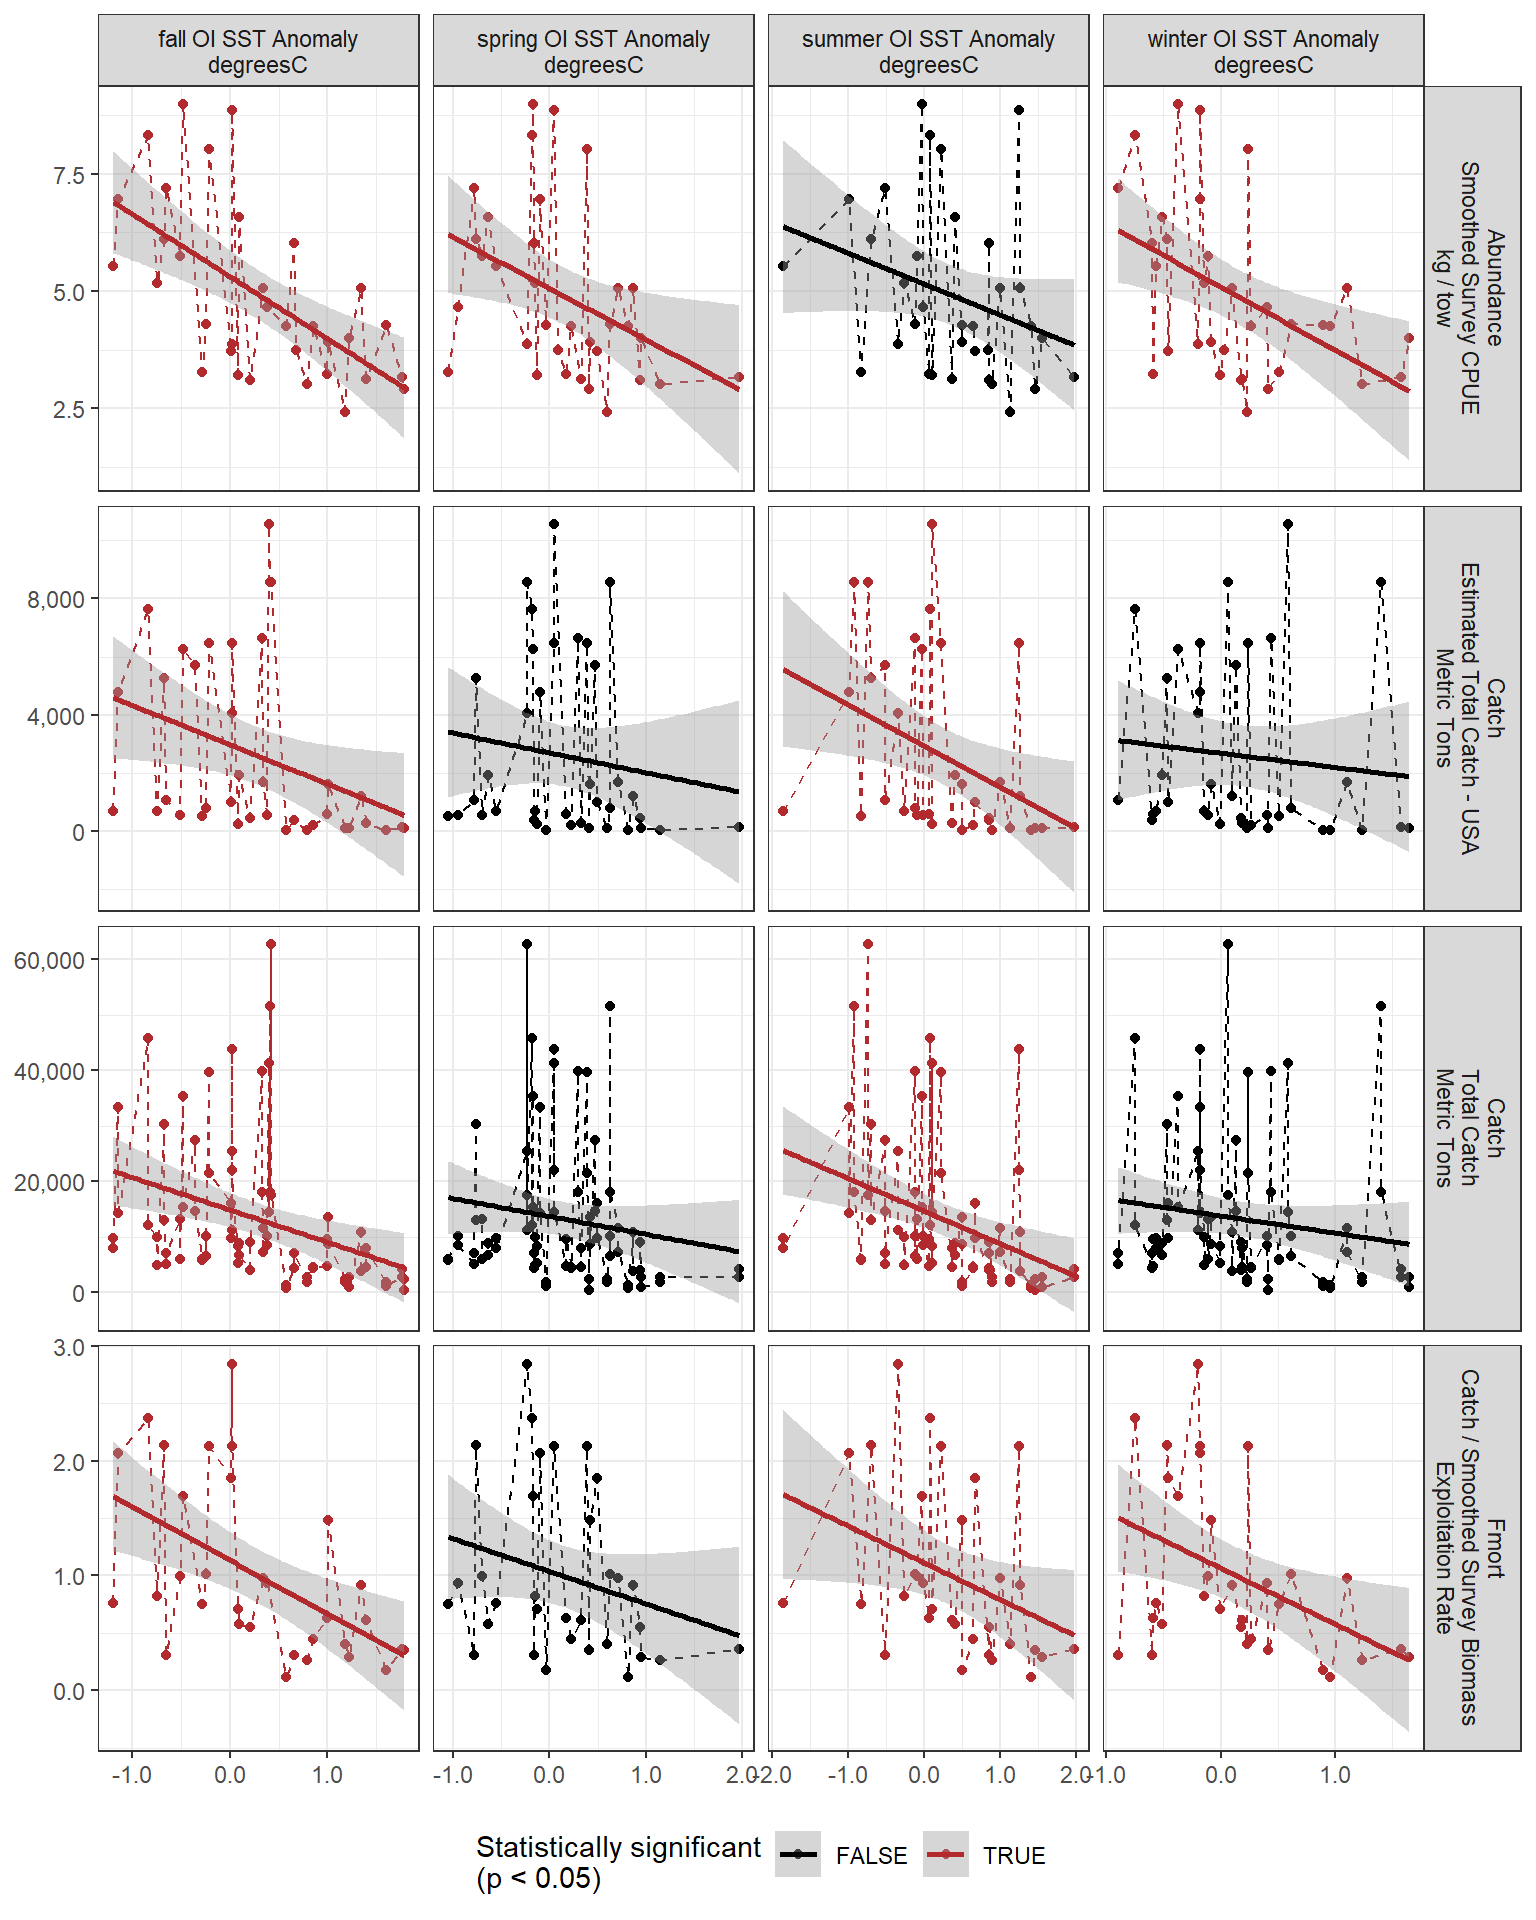 fall OI SST Anomaly
degreesC
spring OI SST Anomaly
degreesC
summer OI SST Anomaly
degreesC
winter OI SST Anomaly
degreesC
7.5
5.0
2.5
Abundance
Smoothed Survey CPUE
kg / tow
8,000
4,000
0
Catch
Estimated Total Catch - USA
Metric Tons
60,000
40,000
20,000
0
Catch
Total Catch
Metric Tons
3.0
2.0
1.0
0.0
Fmort
Catch / Smoothed Survey Biomass
Exploitation Rate
-1.0 0.0 1.0
-1.0 0.0 1.0 2.0
-2.0 -1.0 0.0 1.0 2.0
-1.0 0.0 1.0
Statistically significant
(p < 0.05)
FALSE
TRUE